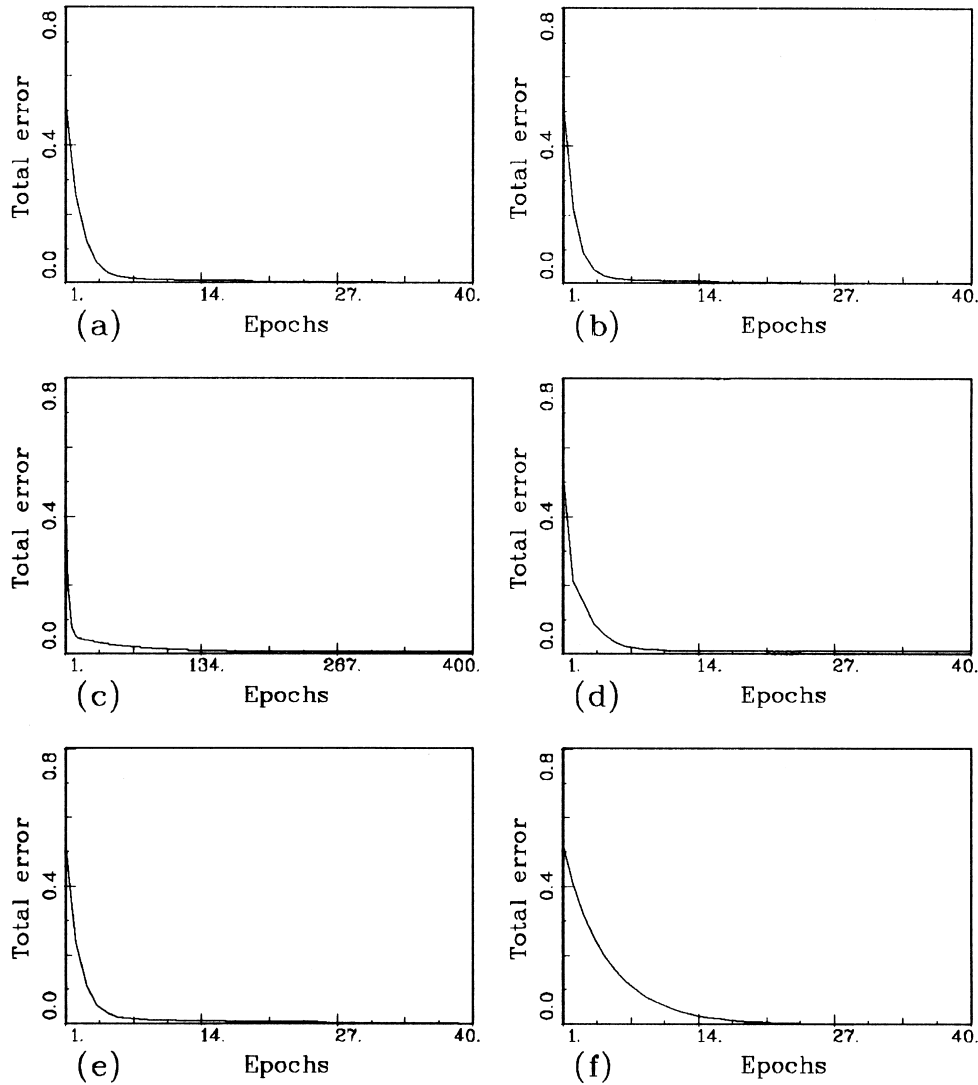 0.8
0.4
0.0
Total error
1. 14. 27. 40.
(a)
Epochs
0.8
0.4
0.0
Total error
1. 14. 27. 40.
(b)
Epochs
0.8
0.4
0.0
Total error
1. 134. 267. 400.
(c)
Epochs
0.8
0.4
0.0
Total error
1. 14. 27. 40.
(d)
Epochs
0.8
0.4
0.0
Total error
1. 14. 27. 40.
(e)
Epochs
0.8
0.4
0.0
Total error
1. 14. 27. 40.
(f)
Epochs